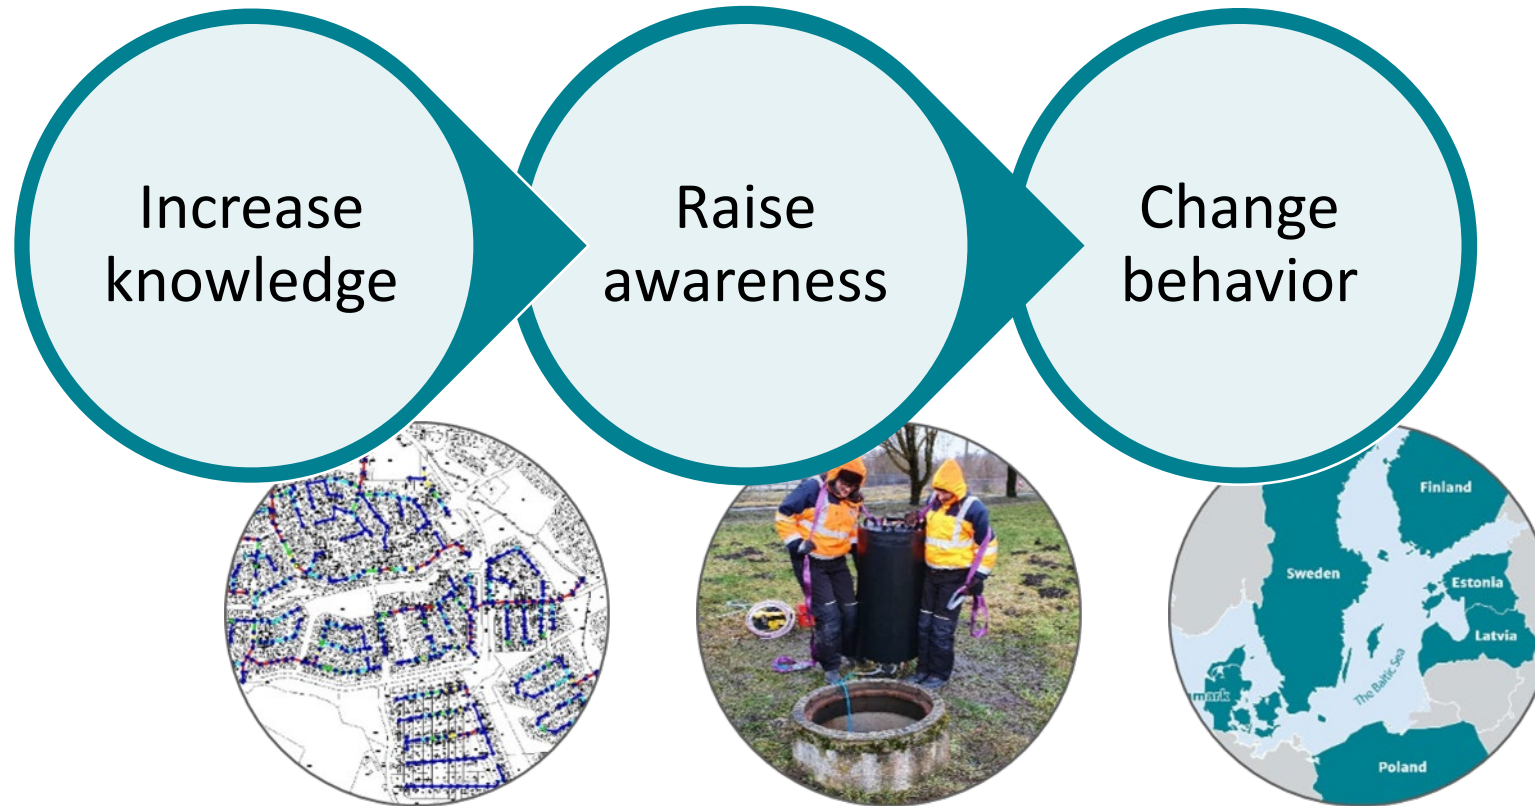 Increase
knowledge
Raise
awareness
Change
behavior
Finland
Sweden
Estonia
Latvia
The Baltic Sea
mark
Poland